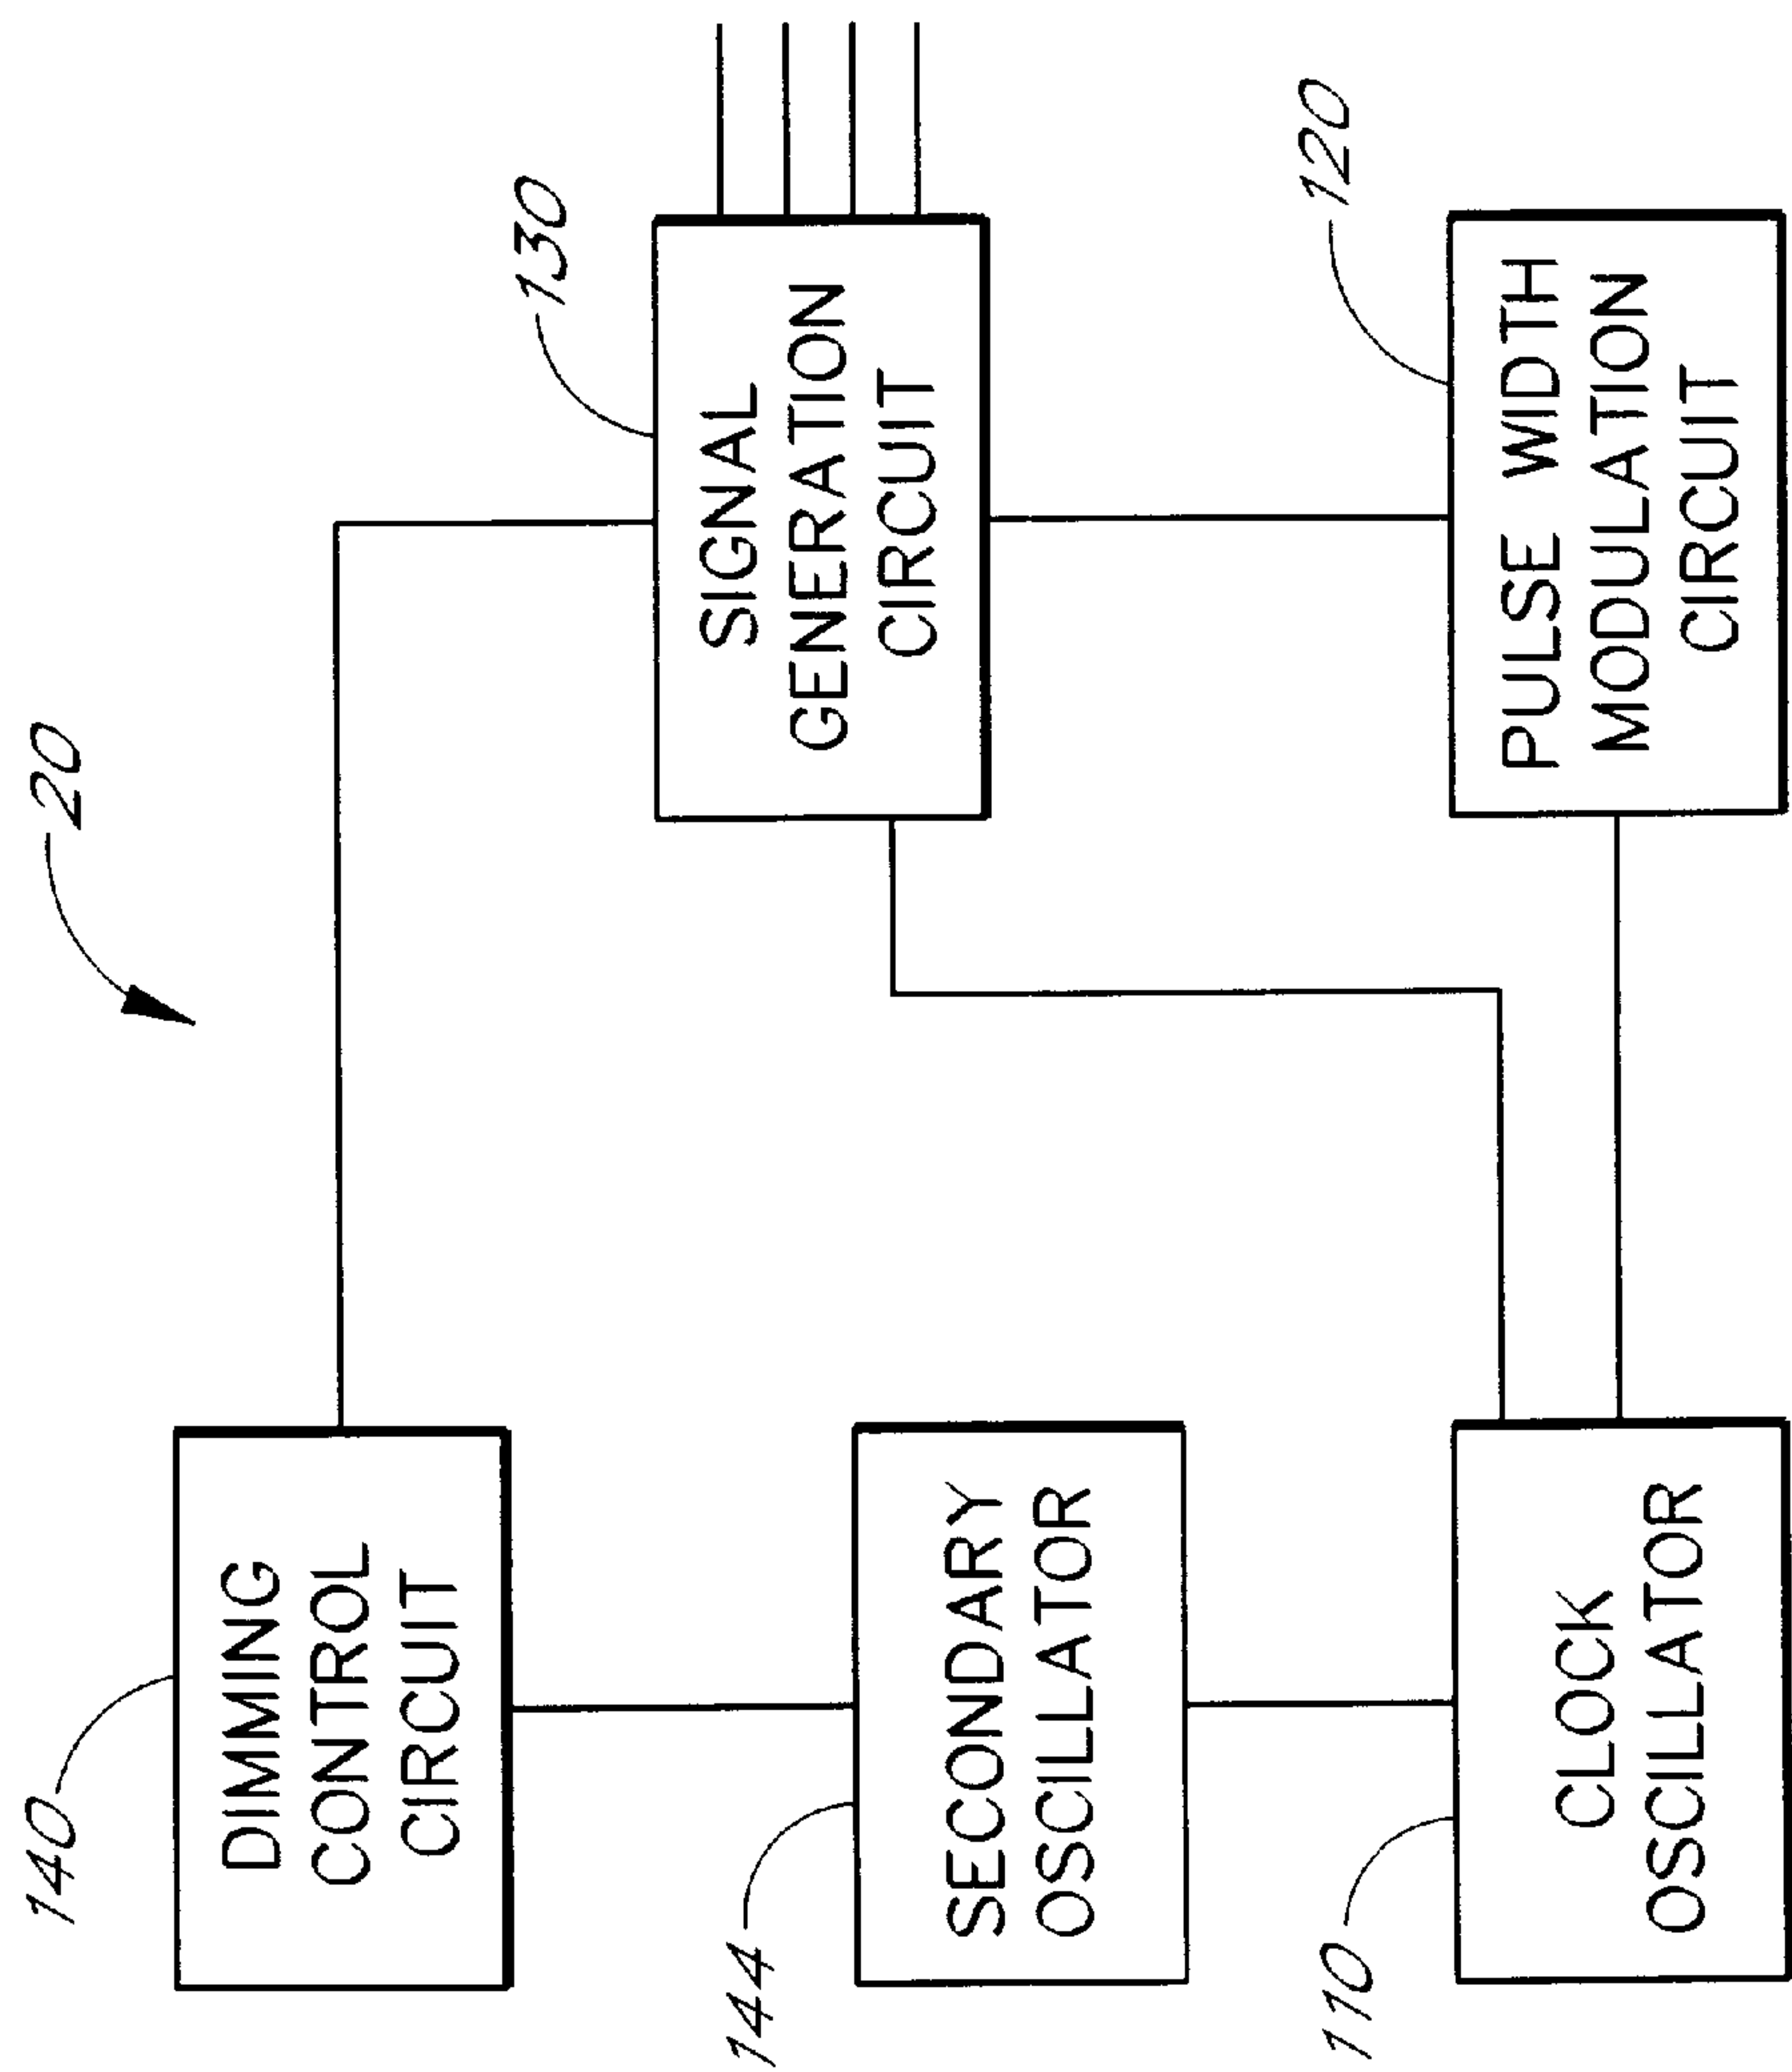 20
140
DIMMING
CONTROL
CIRCUIT
130
SIGNAL
GENERATION
CIRCUIT
144
SECONDARY
OSCILLATOR
110
CLOCK
OSCILLATOR
120
PULSE WIDTH
MODULATION
CIRCUIT